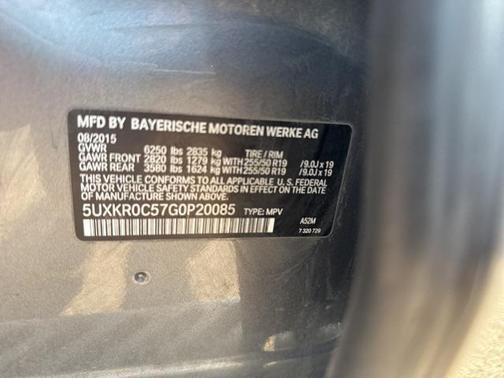 MFD BY BAYERISCHE MOTOREN WERKE AG
08/2015
GVWR 6250 lbs 2835 kg TIRE / RIM
GAWR FRONT 2820 lbs 1279 kg WITH 255/50 R19 /9.0J x 19
GAWR REAR 3580 lbs 1624 kg WITH 255/50 R19 /9.0J x 19
THIS VEHICLE CONFORMS TO ALL APPLICABLE U.S. FEDERAL
MOTOR VEHICLE SAFETY STANDARDS IN EFFECT ON THE DATE
OF MANUFACTURE SHOWN ABOVE.
5UXKR0C57G0P20085 TYPE: MPV
A52M
7 320 729